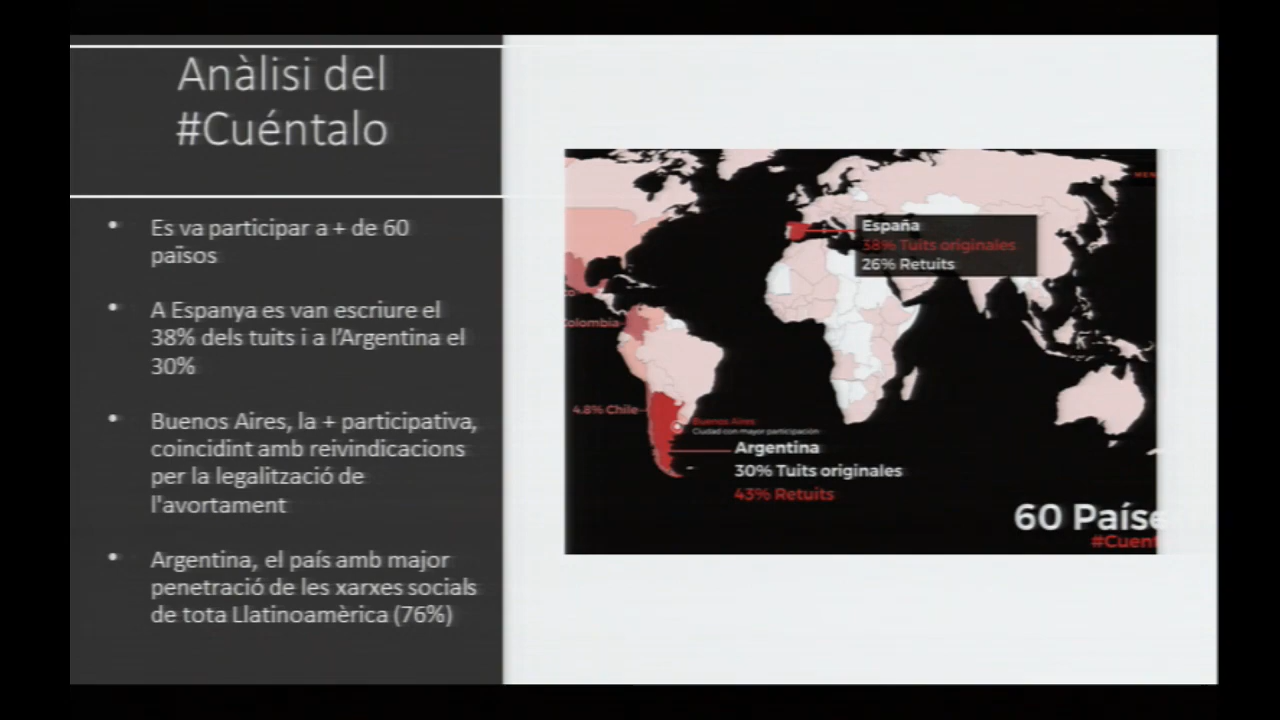 Anàlisi del
#Cuéntalo
• Es va participar a + de 60
països
• A Espanya es van escriure el
38% dels tuits i a l'Argentina el
30%
• Buenos Aires, la + participativa,
coincidint amb reivindicacions
per la legalització de
l'avortament
• Argentina, el país amb major
penetració de les xarxes socials
de tota Llatinoamèrica (76%)
España
38% Tuits originales
26% Retuits
olombia
4.8% Chile
Buenos Aires
Ciudad con mayor participación
Argentina
30% Tuits originales
43% Retuits
60 Paíse
#Cuent